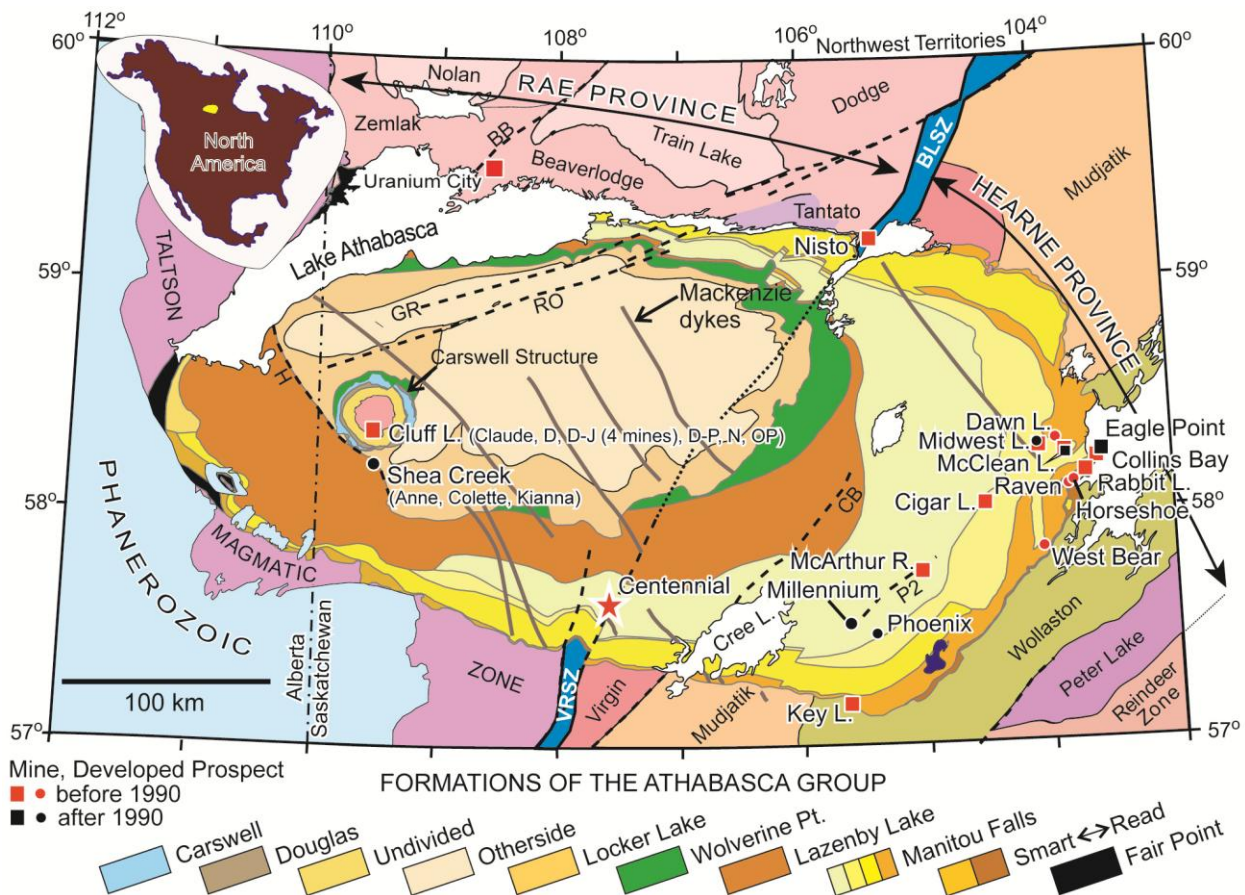 112°
110°
108°
106°
104°
60°
60°
Northwest Territories
North
America
Nolan
RAE PROVINCE
Dodge
Zemlak
BB
Train Lake
BLSZ
Mudjatik
Uranium City
Beaverlodge
HEARNE PROVINCE
TALTSON
Lake Athabasca
Tantato
Nisto
59°
59°
GR
RO
Mackenzie
dykes
Carswell Structure
H
Cluff L. (Claude, D, D-J (4 mines), D-P, N, OP)
Shea Creek
(Anne, Colette, Kianna)
Dawn L.
Midwest L.
McClean L.
Raven
Eagle Point
Collins Bay
Rabbit L.
Horseshoe
58°
58°
Cigar L.
CB
West Bear
MAGMATIC
PHANEROZOIC
McArthur R.
Millennium
P2
Centennial
Phoenix
Cree L.
Wollaston
Alberta
Saskatchewan
100 km
ZONE
VRSZ
Virgin
Mudjatik
Key L.
Peter Lake
Reindeer
Zone
57°
57°
Mine, Developed Prospect
before 1990
after 1990
FORMATIONS OF THE ATHABASCA GROUP
Carswell
Douglas
Undivided
Otherside
Locker Lake
Wolverine Pt.
Lazenby Lake
Manitou Falls
Smart ↔ Read
Fair Point